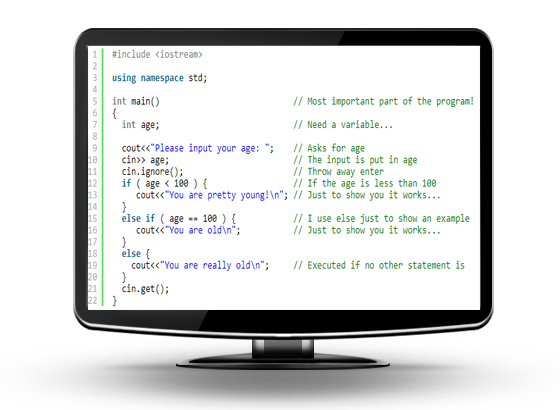 1 #include <iostream>
2
3 using namespace std;
4
5 int main() // Most important part of the program!
6 {
7 int age; // Need a variable...
8
9 cout<<"Please input your age: "; // Asks for age
10 cin>> age; // The input is put in age
11 cin.ignore(); // Throw away enter
12 if ( age < 100 ) { // If the age is less than 100
13 cout<<"You are pretty young!\n"; // Just to show you it works...
14 }
15 else if ( age == 100 ) { // I use else just to show an example
16 cout<<"You are old\n"; // Just to show you it works...
17 }
18 else {
19 cout<<"You are really old\n"; // Executed if no other statement is
20 }
21 cin.get();
22 }